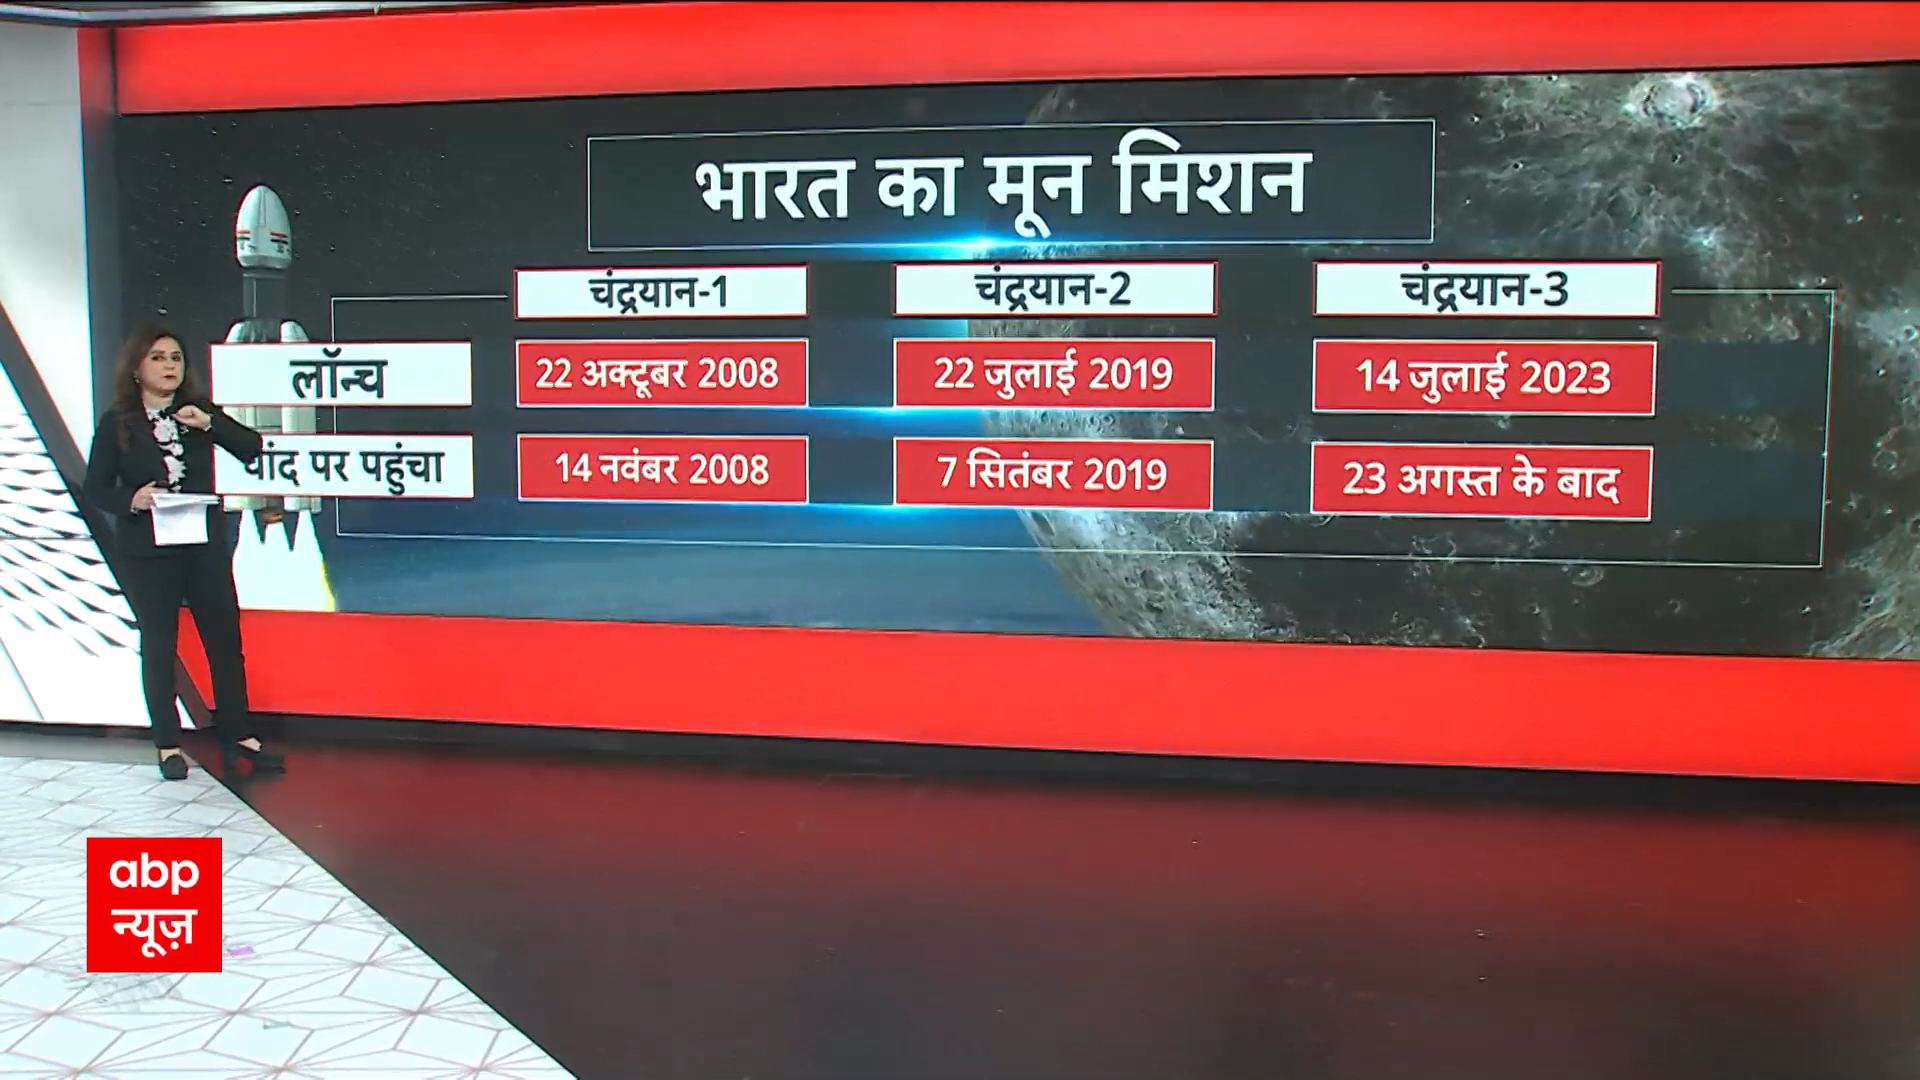 भारत का मून मिशन
चंद्रयान-1 चंद्रयान-2 चंद्रयान-3
लॉन्च 22 अक्टूबर 2008 22 जुलाई 2019 14 जुलाई 2023
चांद पर पहुंचा 14 नवंबर 2008 7 सितंबर 2019 23 अगस्त के बाद
abp
न्यूज़